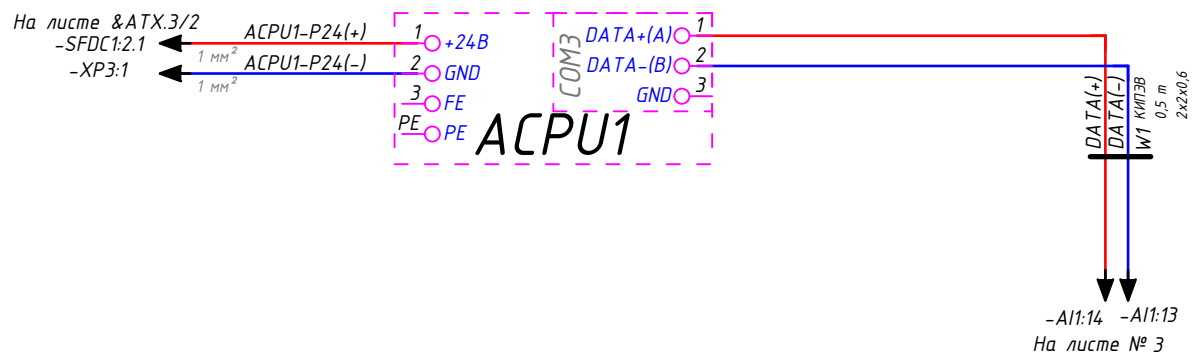 На листе &ATX.3/2
-SFDC1:2.1
ACPU1-P24(+)
1 мм²
-XP3:1
ACPU1-P24(-)
1 мм²
1
+24В
2
GND
3
FE
PE
PE
ACPU1
COM3
DATA+(A)
1
DATA-(B)
2
GND
3
DATA(+)
DATA(-)
W1 КИПЭВ
0,5 m
2x2x0,6
-AI1:14
-AI1:13
На листе № 3